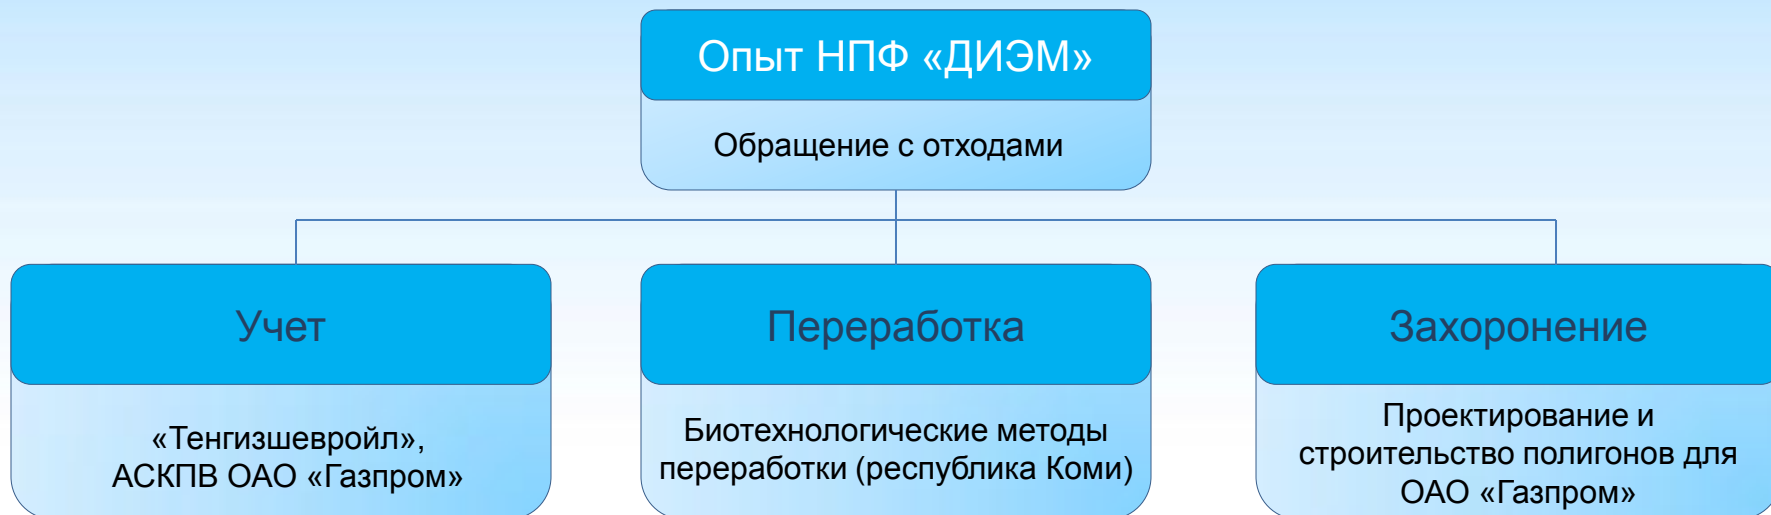 Опыт НПФ «ДИЭМ»
Обращение с отходами
Учет
«Тенгизшевройл»,
АСКПВ ОАО «Газпром»
Переработка
Биотехнологические методы
переработки (республика Коми)
Захоронение
Проектирование и
строительство полигонов для
ОАО «Газпром»